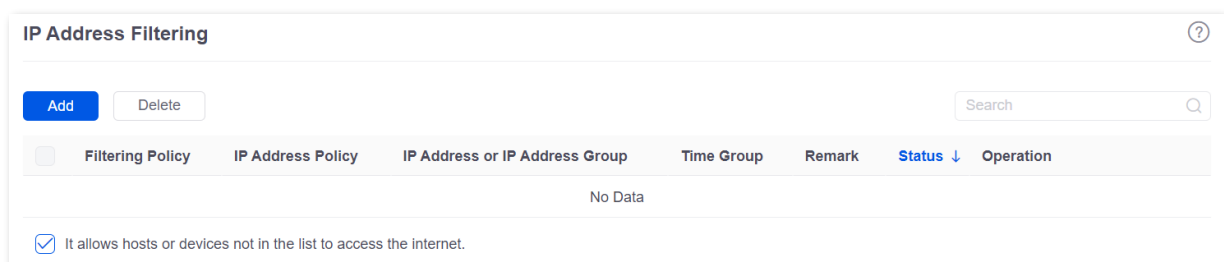 IP Address Filtering
?
Add Delete Search
Filtering Policy IP Address Policy IP Address or IP Address Group Time Group Remark Status ↓ Operation
No Data
It allows hosts or devices not in the list to access the internet.